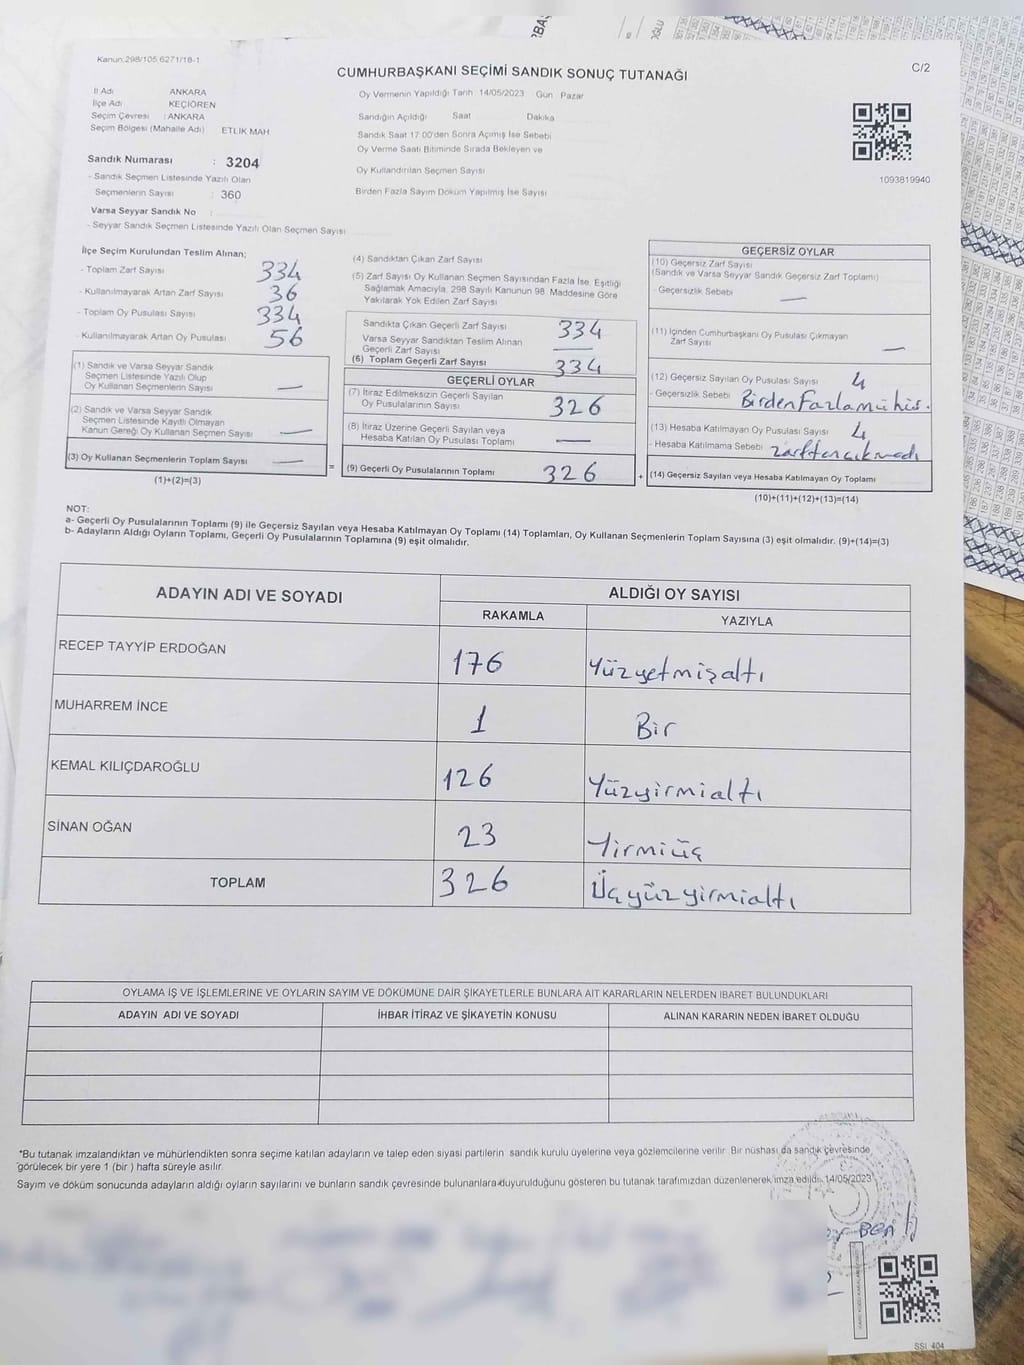 Kanun:298/105,6271/18-1
C/2
CUMHURBAŞKANI SEÇİMİ SANDIK SONUÇ TUTANAĞI
İl Adı ANKARA
İlçe Adı KEÇİÖREN
Seçim Çevresi : ANKARA
Seçim Bölgesi (Mahalle Adı) ETLİK MAH
Sandık Numarası : 3204
- Sandık Seçmen Listesinde Yazılı Olan
Seçmenlerin Sayısı : 360
Varsa Seyyar Sandık No :
- Seyyar Sandık Seçmen Listesinde Yazılı Olan Seçmen Sayısı
Oy Vermenin Yapıldığı Tarih 14/05/2023 Gün Pazar
Sandığın Açıldığı Saat Dakika
Sandık Saat 17:00'den Sonra Açımış İse Sebebi
Oy Verme Saati Bitiminde Sırada Bekleyen ve
Oy Kullandırılan Seçmen Sayısı
Birden Fazla Sayım Döküm Yapılmış İse Sayısı
1093819940
İlçe Seçim Kurulundan Teslim Alınan;
- Toplam Zarf Sayısı 334
- Kullanılmayarak Artan Zarf Sayısı 36
- Toplam Oy Pusulası Sayısı 334
- Kullanılmayarak Artan Oy Pusulası 56
(1) Sandık ve Varsa Seyyar Sandık
Seçmen Listesinde Yazılı Olup
Oy Kullanan Seçmenlerin Sayısı —
(2) Sandık ve Varsa Seyyar Sandık
Seçmen Listesinde Kayıtlı Olmayan
Kanun Gereği Oy Kullanan Seçmen Sayısı —
(3) Oy Kullanan Seçmenlerin Toplam Sayısı —
(1)+(2)=(3)
=
(4) Sandıktan Çıkan Zarf Sayısı
(5) Zarf Sayısı Oy Kullanan Seçmen Sayısından Fazla İse, Eşitliği
Sağlamak Amacıyla, 298 Sayılı Kanunun 98. Maddesine Göre
Yakılarak Yok Edilen Zarf Sayısı
Sandıkta Çıkan Geçerli Zarf Sayısı 334
Varsa Seyyar Sandıktan Teslim Alınan
Geçerli Zarf Sayısı —
(6) Toplam Geçerli Zarf Sayısı 334
GEÇERLİ OYLAR
(7) İtiraz Edilmeksizin Geçerli Sayılan
Oy Pusulalarının Sayısı 326
(8) İtiraz Üzerine Geçerli Sayılan veya
Hesaba Katılan Oy Pusulası Toplamı —
(9) Geçerli Oy Pusulalarının Toplamı 326
+
GEÇERSİZ OYLAR
(10) Geçersiz Zarf Sayısı
(Sandık ve Varsa Seyyar Sandık Geçersiz Zarf Toplamı)
- Geçersizlik Sebebi —
(11) İçinden Cumhurbaşkanı Oy Pusulası Çıkmayan
Zarf Sayısı —
(12) Geçersiz Sayılan Oy Pusulası Sayısı 4
- Geçersizlik Sebebi Birden Fazla mühür.
(13) Hesaba Katılmayan Oy Pusulası Sayısı 4
- Hesaba Katılmama Sebebi zarftan çıkmadı
(14) Geçersiz Sayılan veya Hesaba Katılmayan Oy Toplamı
(10)+(11)+(12)+(13)=(14)
NOT:
a- Geçerli Oy Pusulalarının Toplamı (9) ile Geçersiz Sayılan veya Hesaba Katılmayan Oy Toplamı (14) Toplamları, Oy Kullanan Seçmenlerin Toplam Sayısına (3) eşit olmalıdır. (9)+(14)=(3)
b- Adayların Aldığı Oyların Toplamı, Geçerli Oy Pusulalarının Toplamına (9) eşit olmalıdır.
ADAYIN ADI VE SOYADI ALDIĞI OY SAYISI
RAKAMLA YAZIYLA
RECEP TAYYİP ERDOĞAN 176 Yüzyetmişaltı
MUHARREM İNCE 1 Bir
KEMAL KILIÇDAROĞLU 126 Yüzyirmialtı
SİNAN OĞAN 23 Yirmiüç
TOPLAM 326 Üçyüzyirmialtı
OYLAMA İŞ VE İŞLEMLERİNE VE OYLARIN SAYIM VE DÖKÜMÜNE DAİR ŞİKAYETLERLE BUNLARA AİT KARARLARIN NELERDEN İBARET BULUNDUKLARI
ADAYIN ADI VE SOYADI İHBAR İTİRAZ VE ŞİKAYETİN KONUSU ALINAN KARARIN NEDEN İBARET OLDUĞU
*Bu tutanak imzalandıktan ve mühürlendikten sonra seçime katılan adayların ve talep eden siyasi partilerin sandık kurulu üyelerine veya gözlemcilerine verilir. Bir nüshası da sandık çevresinde
görülecek bir yere 1 (bir) hafta süreyle asılır.
Sayım ve döküm sonucunda adayların aldığı oyların sayılarını ve bunların sandık çevresinde bulunanlara duyurulduğunu gösteren bu tutanak tarafımızdan düzenlenerek imza edildi. 14/05/2023
SSİ 404